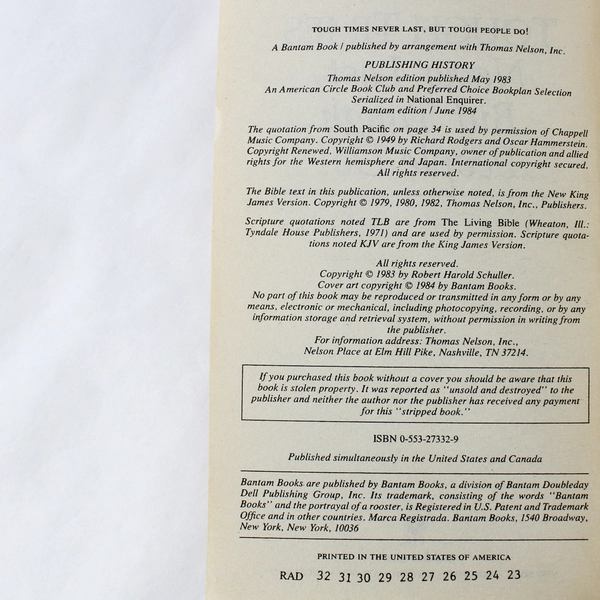 TOUGH TIMES NEVER LAST, BUT TOUGH PEOPLE DO!
A Bantam Book / published by arrangement with Thomas Nelson, Inc.
PUBLISHING HISTORY
Thomas Nelson edition published May 1983
An American Circle Book Club and Preferred Choice Bookplan Selection
Serialized in National Enquirer.
Bantam edition / June 1984
The quotation from South Pacific on page 34 is used by permission of Chappell
Music Company. Copyright © 1949 by Richard Rodgers and Oscar Hammerstein.
Copyright Renewed, Williamson Music Company, owner of publication and allied
rights for the Western hemisphere and Japan. International copyright secured.
All rights reserved.
The Bible text in this publication, unless otherwise noted, is from the New King
James Version. Copyright © 1979, 1980, 1982, Thomas Nelson, Inc., Publishers.
Scripture quotations noted TLB are from The Living Bible (Wheaton, Ill.:
Tyndale House Publishers, 1971) and are used by permission. Scripture quota-
tions noted KJV are from the King James Version.
All rights reserved.
Copyright © 1983 by Robert Harold Schuller.
Cover art copyright © 1984 by Bantam Books.
No part of this book may be reproduced or transmitted in any form or by any
means, electronic or mechanical, including photocopying, recording, or by any
information storage and retrieval system, without permission in writing from
the publisher.
For information address: Thomas Nelson, Inc.,
Nelson Place at Elm Hill Pike, Nashville, TN 37214.
If you purchased this book without a cover you should be aware that this
book is stolen property. It was reported as "unsold and destroyed" to the
publisher and neither the author nor the publisher has received any payment
for this "stripped book."
ISBN 0-553-27332-9
Published simultaneously in the United States and Canada
Bantam Books are published by Bantam Books, a division of Bantam Doubleday
Dell Publishing Group, Inc. Its trademark, consisting of the words "Bantam
Books" and the portrayal of a rooster, is Registered in U.S. Patent and Trademark
Office and in other countries. Marca Registrada. Bantam Books, 1540 Broadway,
New York, New York, 10036
PRINTED IN THE UNITED STATES OF AMERICA
RAD 32 31 30 29 28 27 26 25 24 23